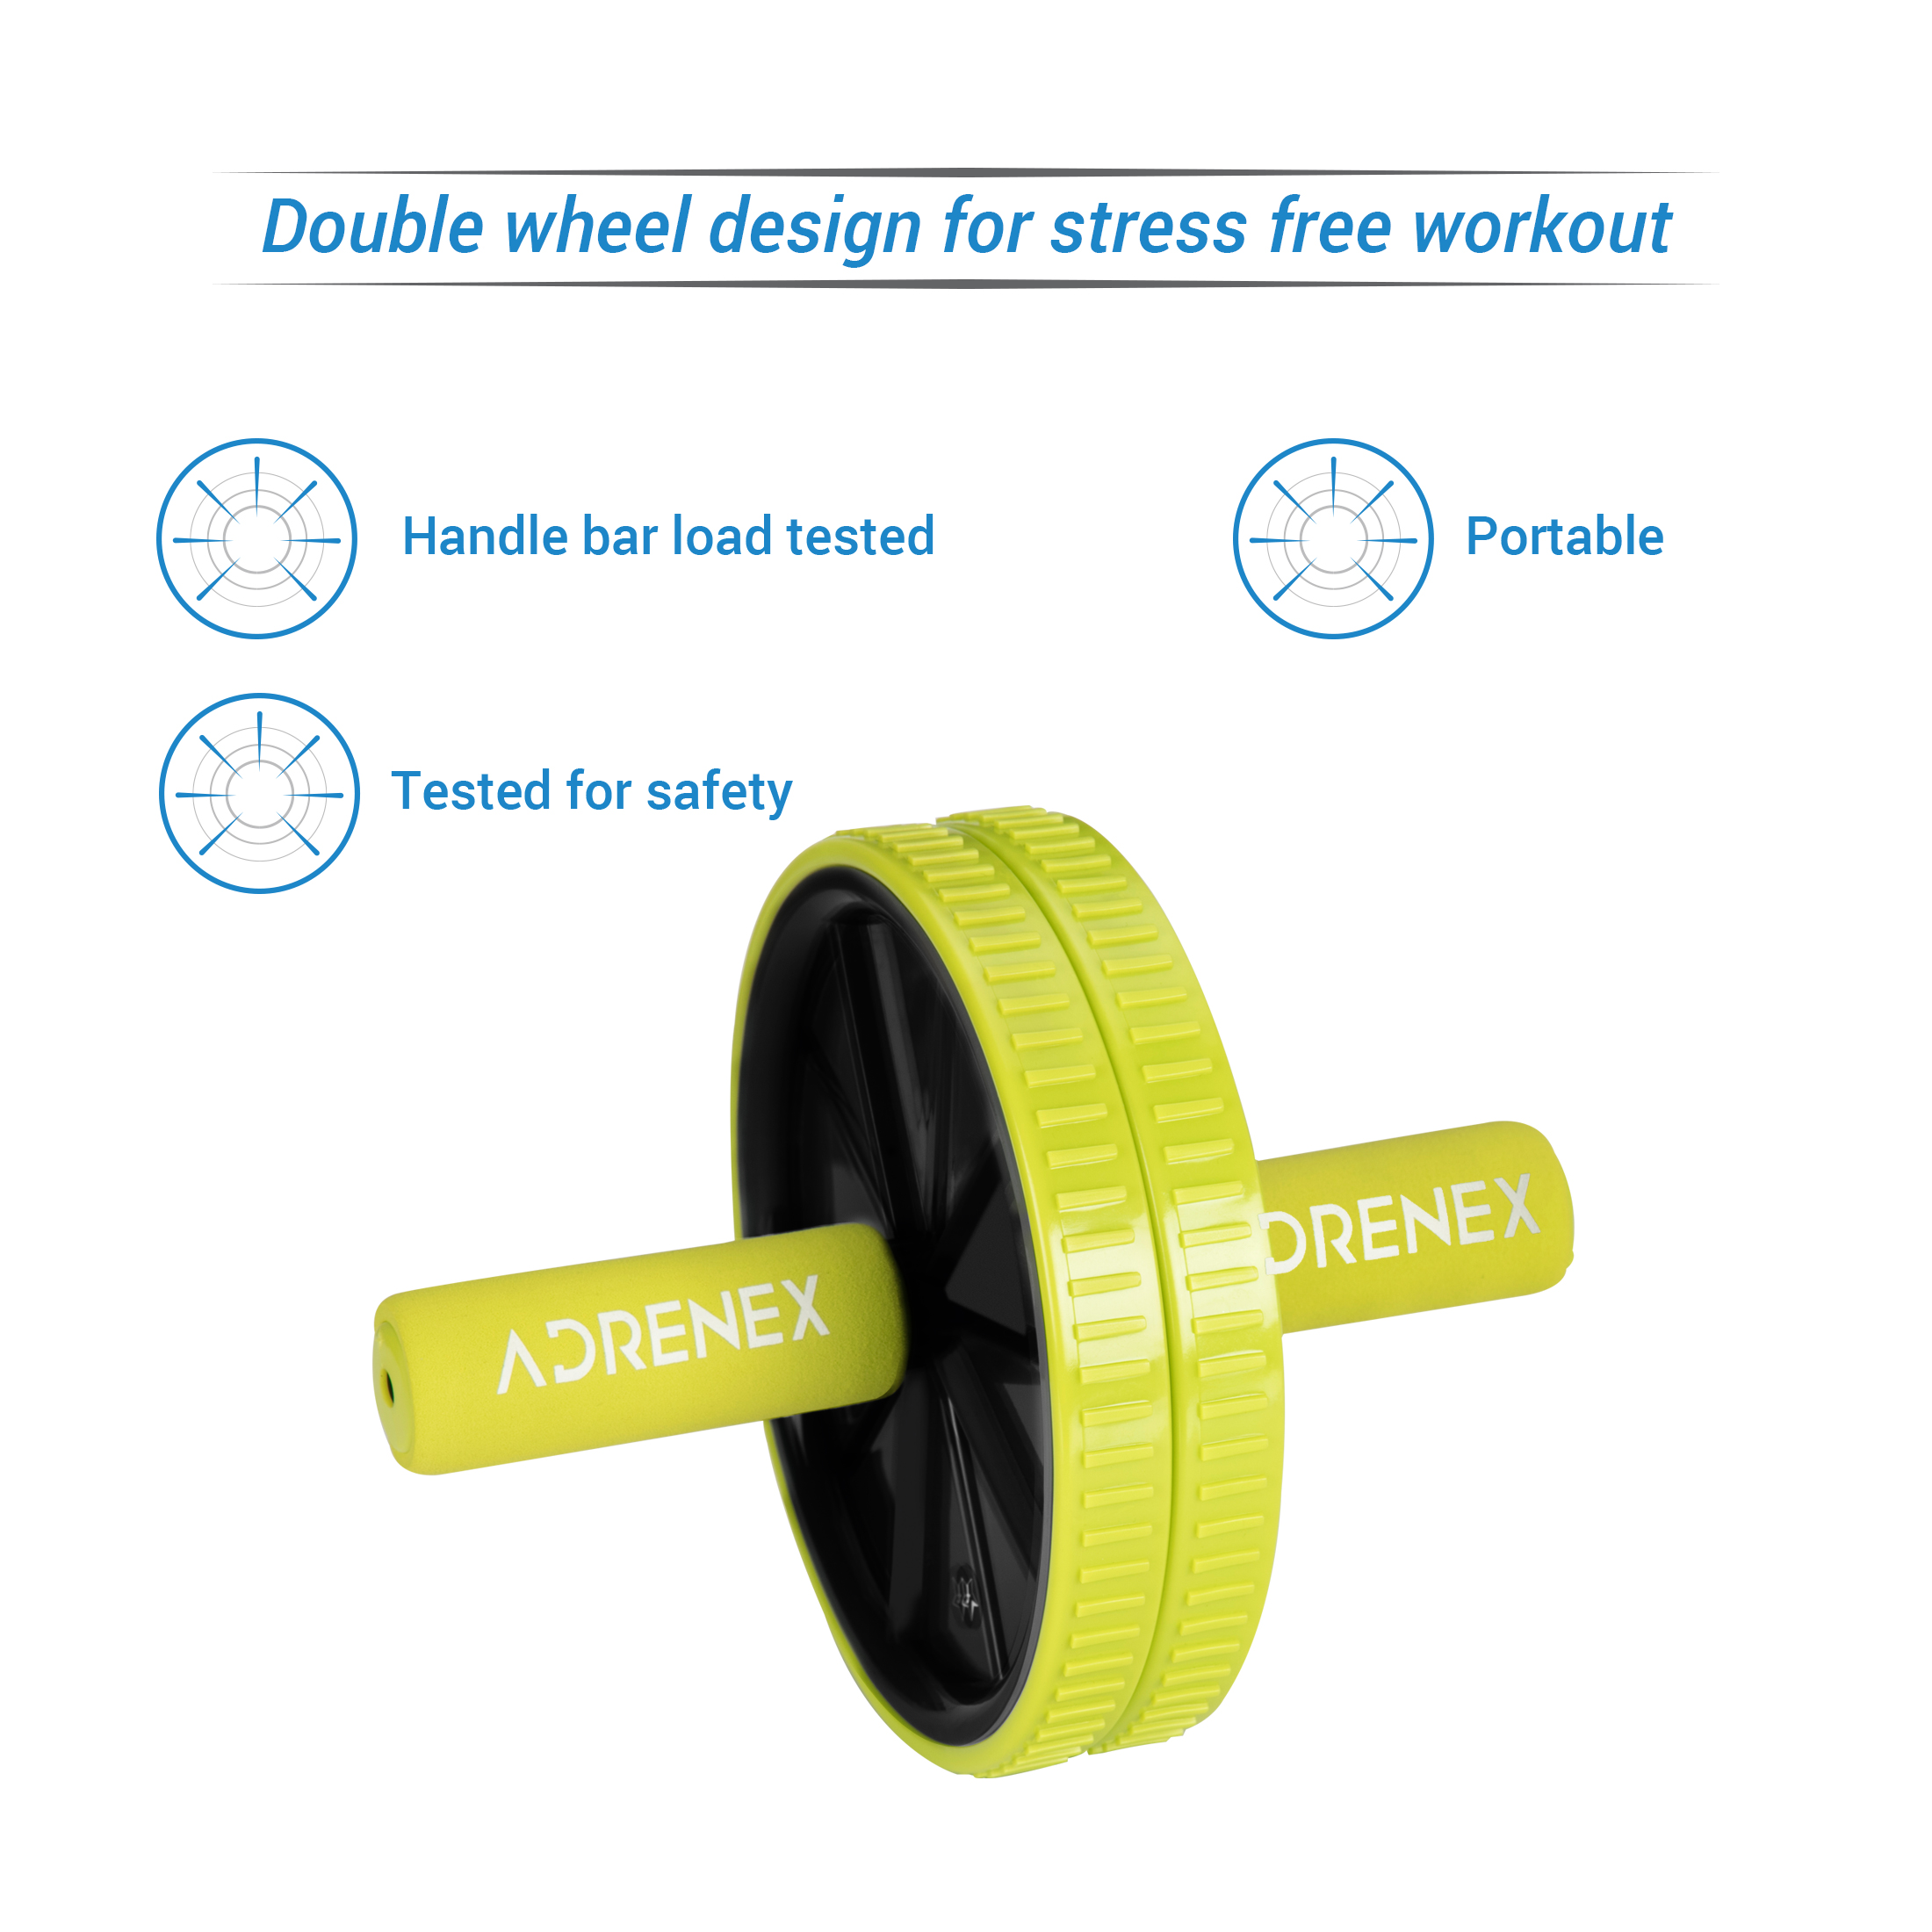 Double wheel design for stress free workout
Handle bar load tested
Portable
Tested for safety
ADRENEX
DRENEX